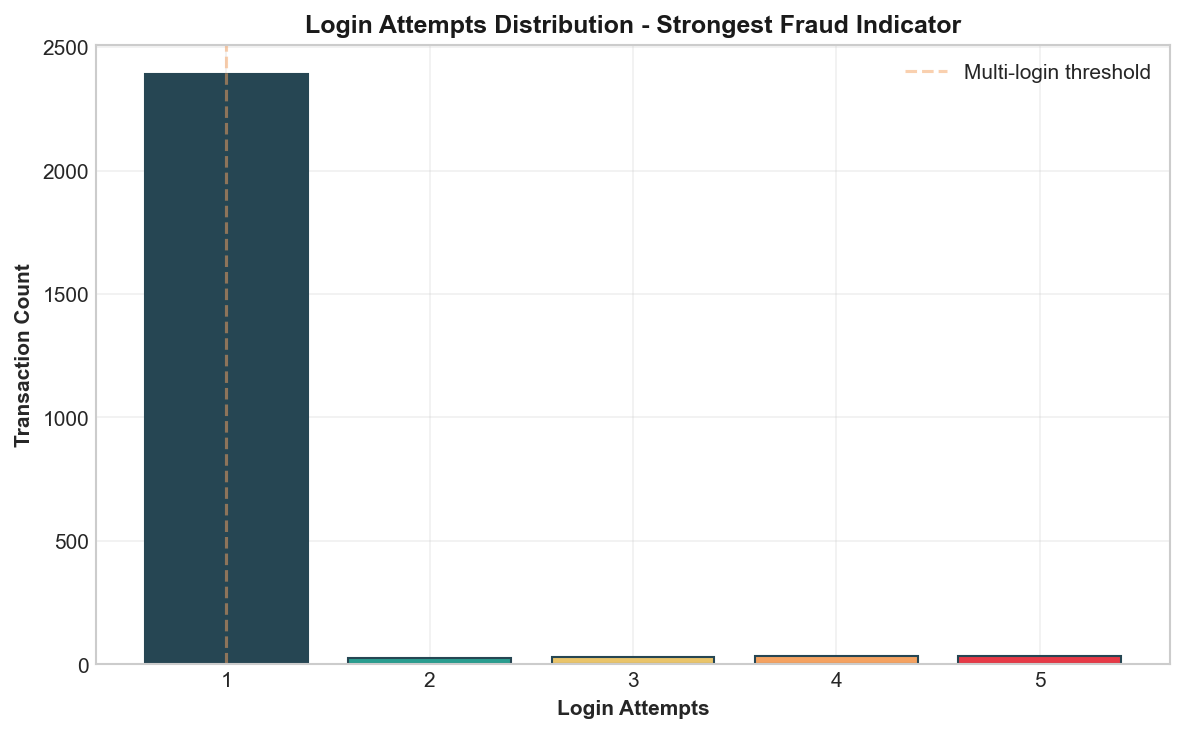 Login Attempts Distribution - Strongest Fraud Indicator
Multi-login threshold
2500
2000
1500
1000
500
0
Transaction Count
1 2 3 4 5
Login Attempts